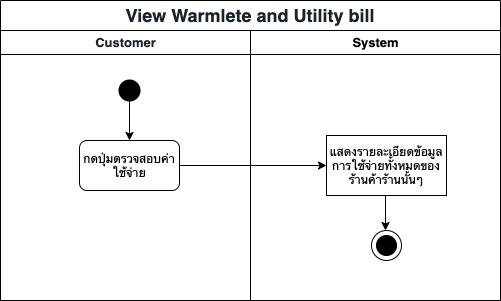 View Warmlete and Utility bill
Customer
System
กดปุ่มตรวจสอบค่า
ใช้จ่าย
แสดงรายละเอียดข้อมูล
การใช้จ่ายทั้งหมดของ
ร้านค้าร้านนั้นๆ